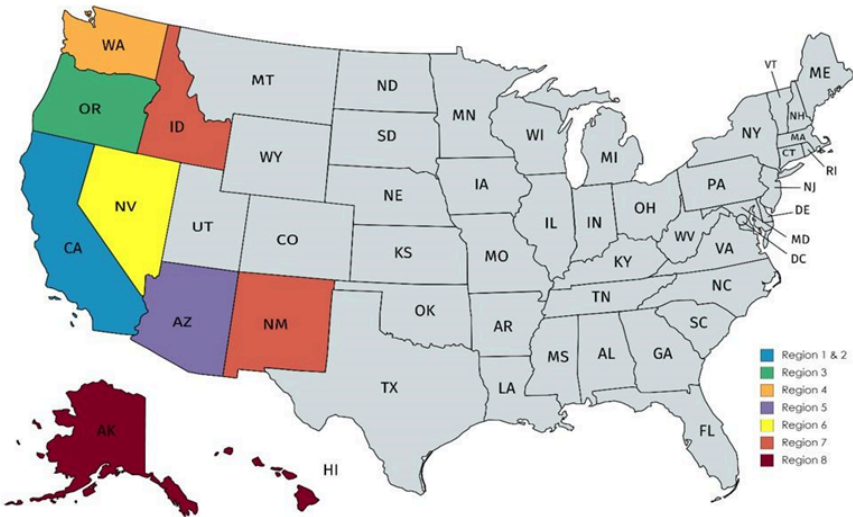 WA
OR
ID
MT
ND
MN
WI
MI
NY
VT
NH
ME
MA
CT
RI
NV
CA
UT
WY
SD
NE
IA
IL
IN
OH
PA
NJ
DE
MD
DC
CO
KS
MO
KY
WV
VA
AZ
NM
OK
AR
TN
NC
SC
TX
LA
MS
AL
GA
FL
AK
HI
Region 1 & 2
Region 3
Region 4
Region 5
Region 6
Region 7
Region 8